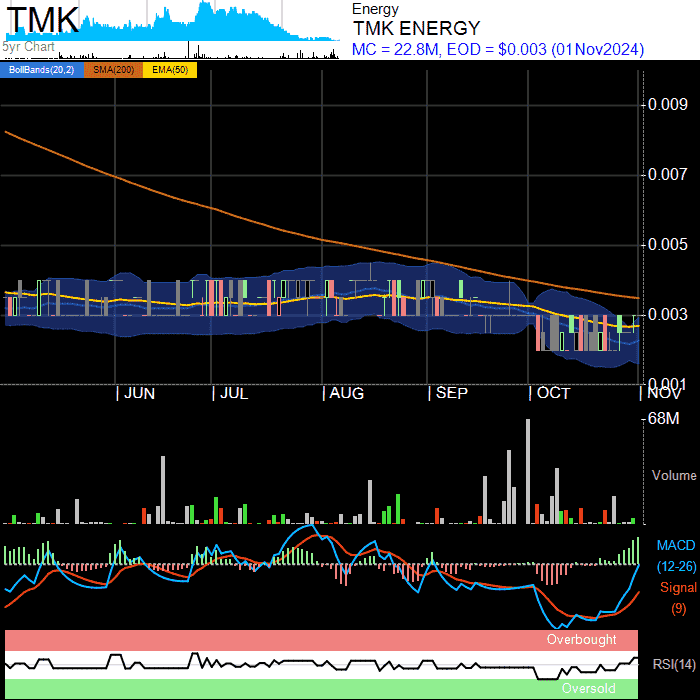 TMK
5yr Chart
Energy
TMK ENERGY
MC = 22.8M, EOD = $0.003 (01Nov2024)
BollBands(20,2) SMA(200) EMA(50)
0.009
0.007
0.005
0.003
0.001
JUN JUL AUG SEP OCT NOV
68M
Volume
MACD
(12-26)
Signal
(9)
Overbought
RSI(14)
Oversold